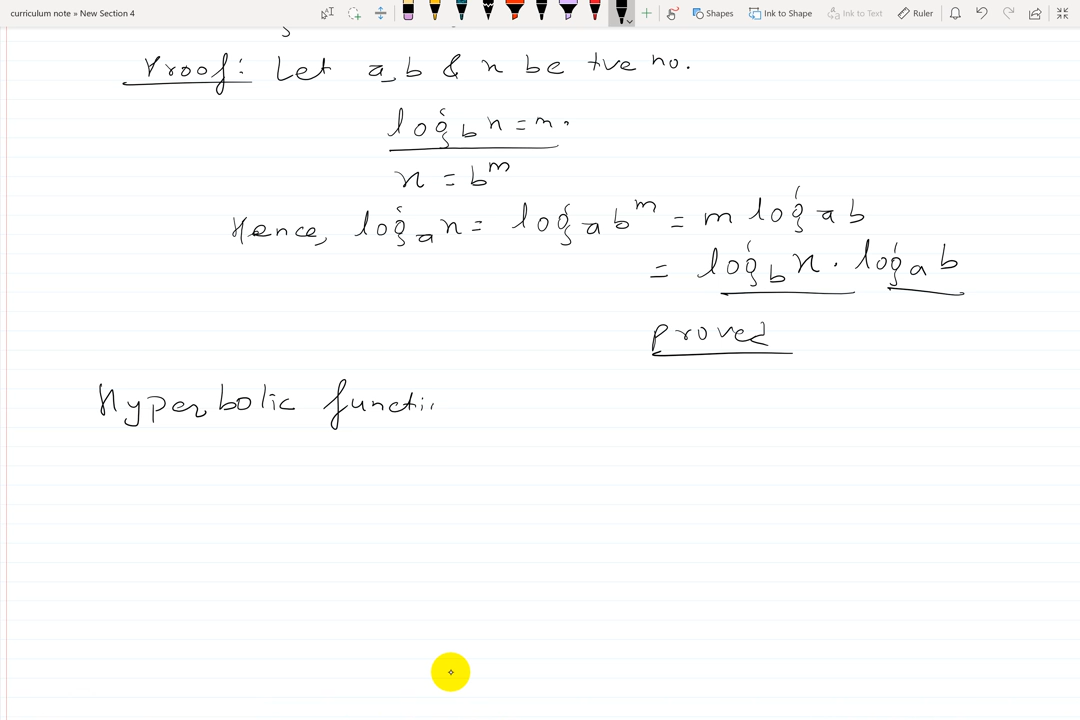 curriculum note » New Section 4
Shapes Ink to Shape Ink to Text Ruler
Proof: Let a, b & x be +ve no.
log_b x = m.
x = b^m
Hence, log_a x = log_a b^m = m log_a b
= log_b x . log_a b
proved
Hyperbolic functi